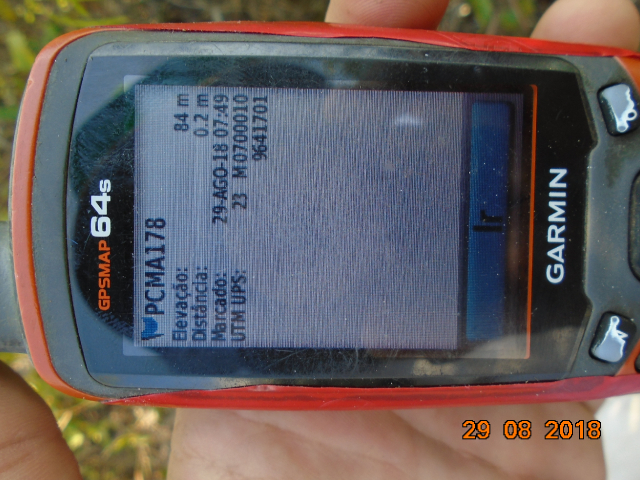 GPSMAP 64s
PCMA178
Elevação: 84 m
Distância: 0.2 m
Marcado: 29-AGO-18 07:49
UTM UPS: 23 M 0700010
9641701
Ir
GARMIN
29 08 2018